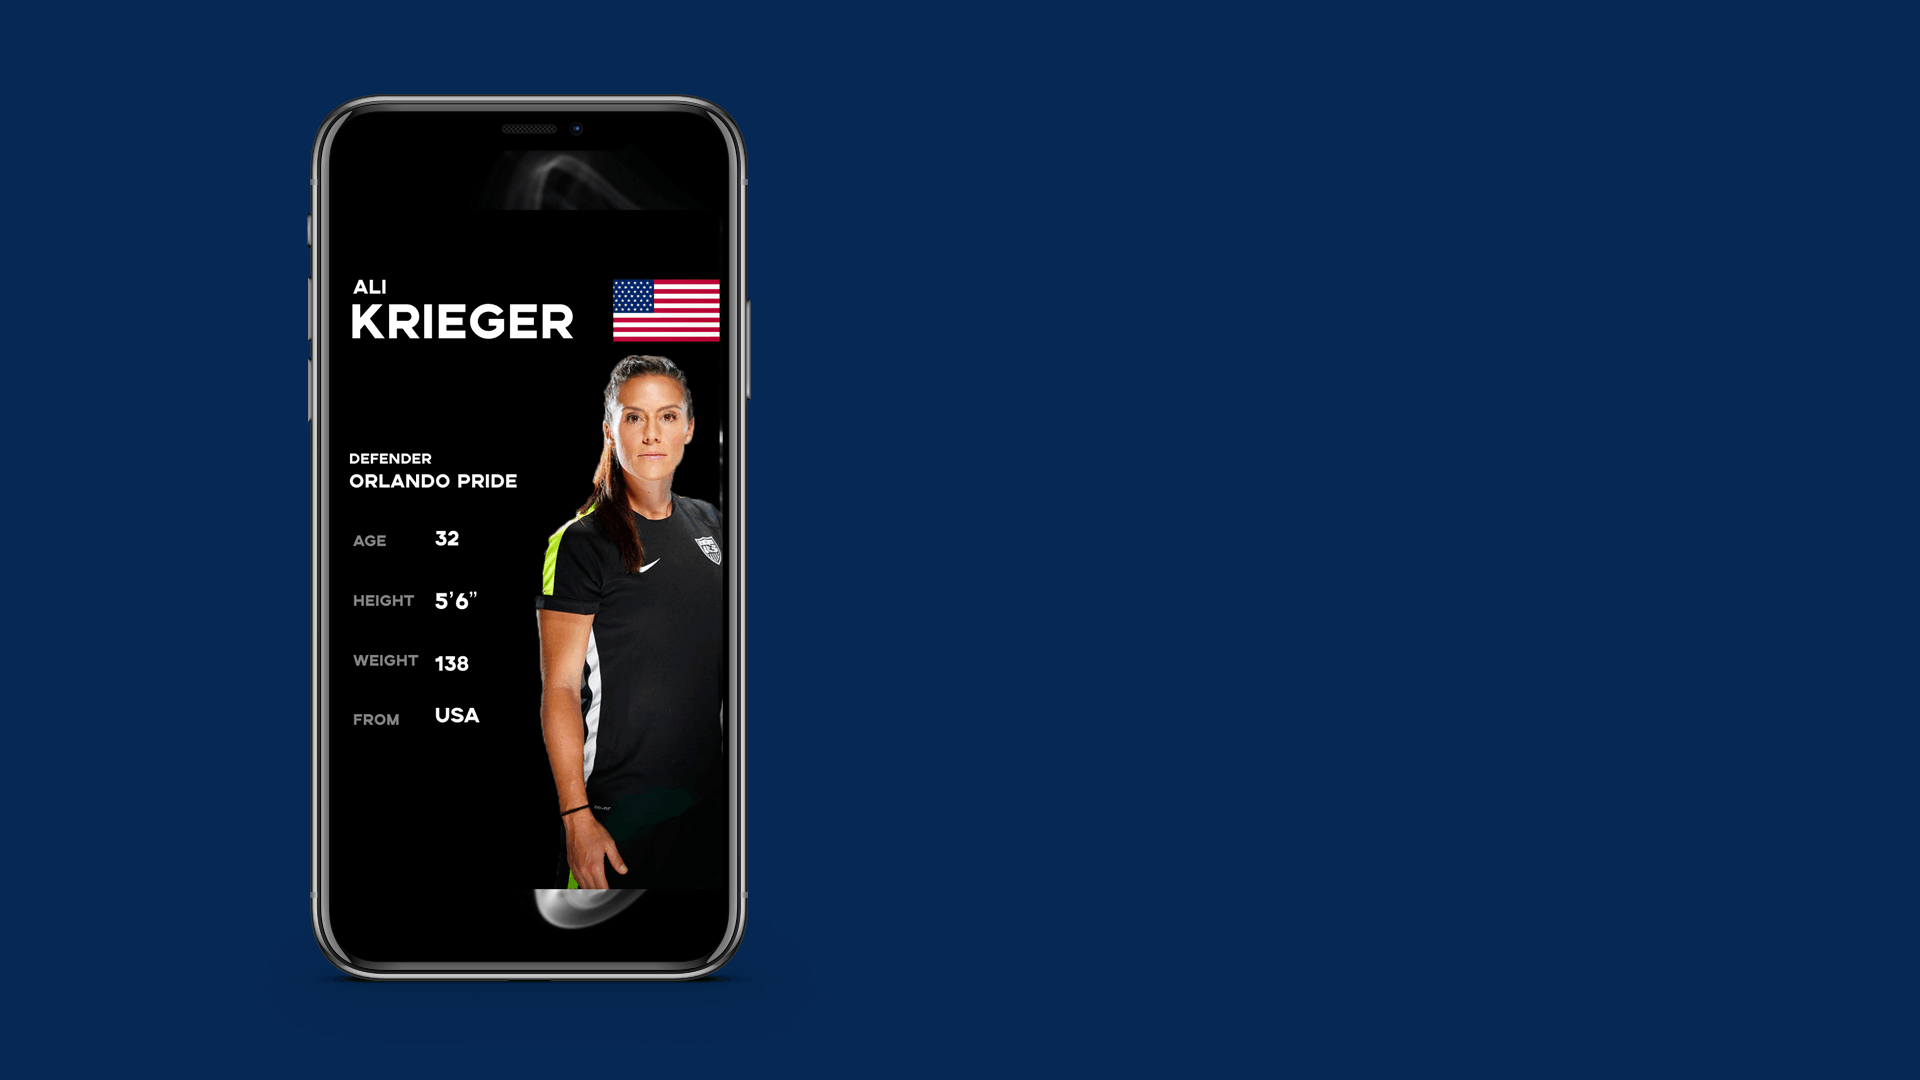 ALI
KRIEGER
DEFENDER
ORLANDO PRIDE
AGE 32
HEIGHT 5’6”
WEIGHT 138
FROM USA